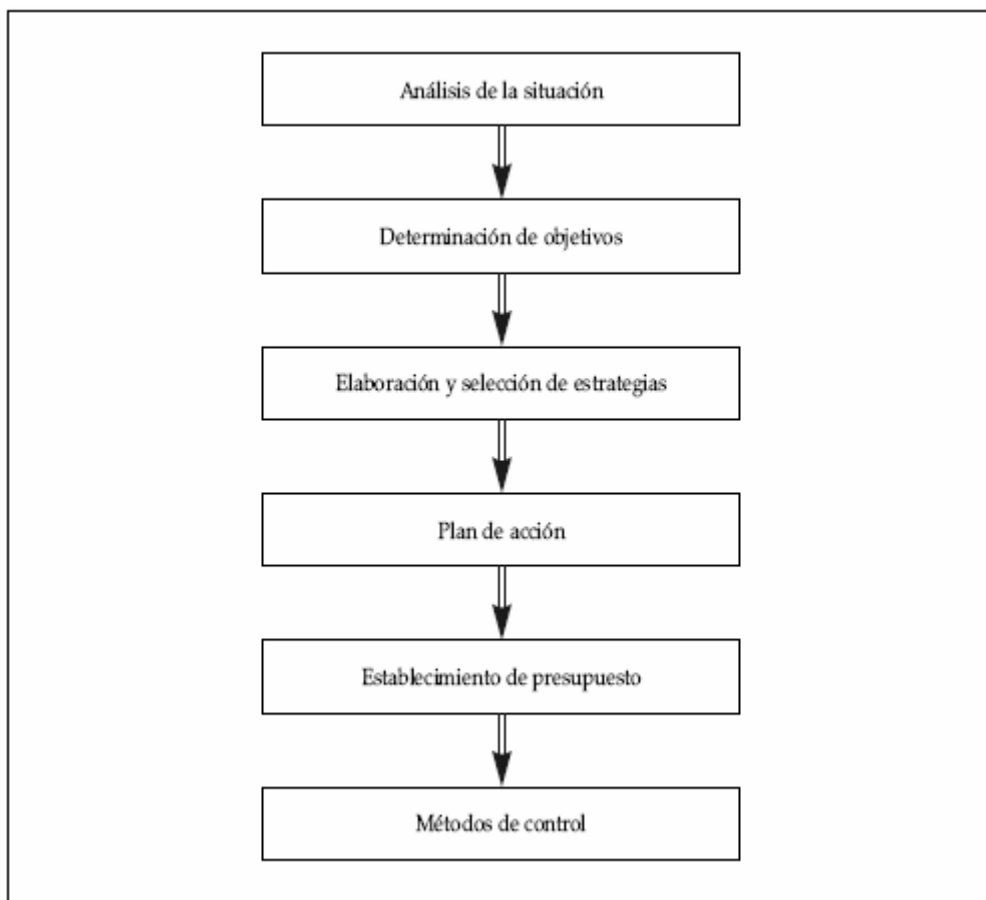 Análisis de la situación
Determinación de objetivos
Elaboración y selección de estrategias
Plan de acción
Establecimiento de presupuesto
Métodos de control